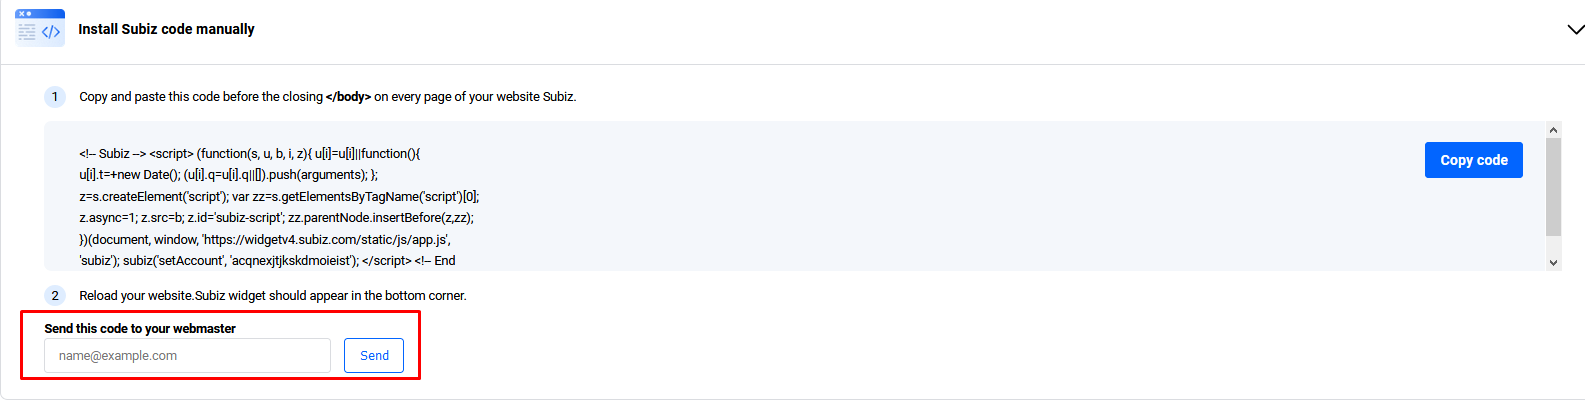 </>
Install Subiz code manually
1 Copy and paste this code before the closing </body> on every page of your website Subiz.
<!-- Subiz --> <script> (function(s, u, b, i, z){ u[i]=u[i]||function(){
u[i].t=+new Date(); (u[i].q=u[i].q||[]).push(arguments); };
z=s.createElement('script'); var zz=s.getElementsByTagName('script')[0];
z.async=1; z.src=b; z.id='subiz-script'; zz.parentNode.insertBefore(z,zz);
})(document, window, 'https://widgetv4.subiz.com/static/js/app.js',
'subiz'); subiz('setAccount', 'acqnexjtjkskdmoieist'); </script> <!-- End
Copy code
2 Reload your website.Subiz widget should appear in the bottom corner.
Send this code to your webmaster
name@example.com Send